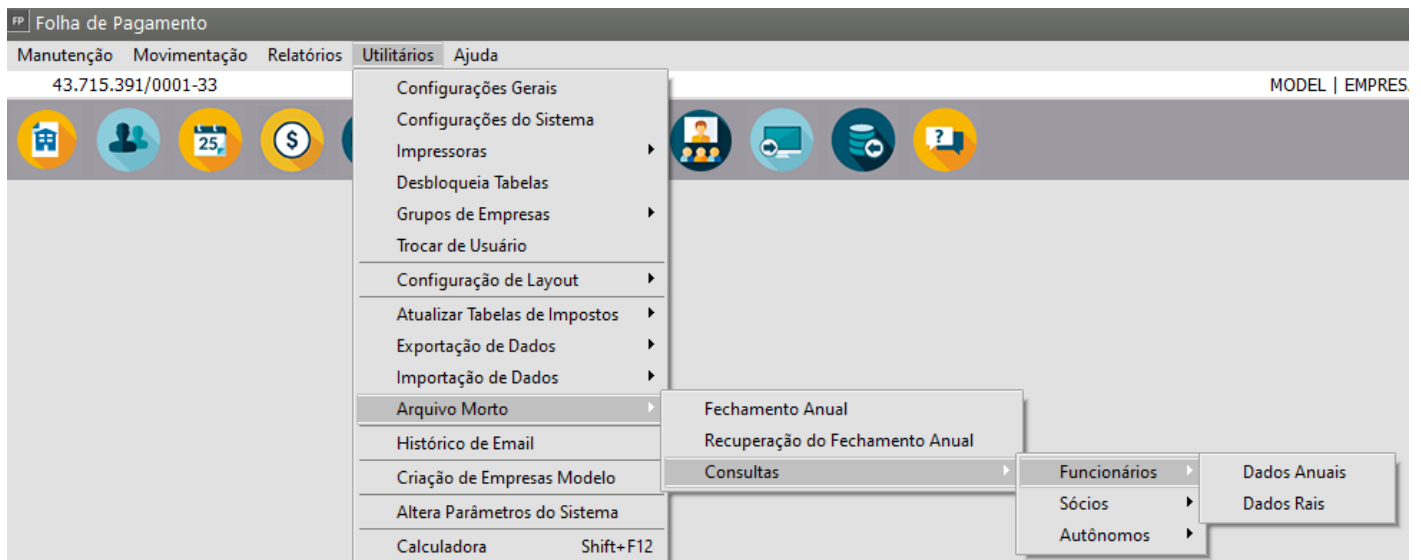 FP Folha de Pagamento
Manutenção Movimentação Relatórios Utilitários Ajuda
43.715.391/0001-33 MODEL | EMPRES
25
$
?
Configurações Gerais
Configurações do Sistema
Impressoras
Desbloqueia Tabelas
Grupos de Empresas
Trocar de Usuário
Configuração de Layout
Atualizar Tabelas de Impostos
Exportação de Dados
Importação de Dados
Arquivo Morto
Histórico de Email
Criação de Empresas Modelo
Altera Parâmetros do Sistema
Calculadora Shift+F12
Fechamento Anual
Recuperação do Fechamento Anual
Consultas
Funcionários
Sócios
Autônomos
Dados Anuais
Dados Rais